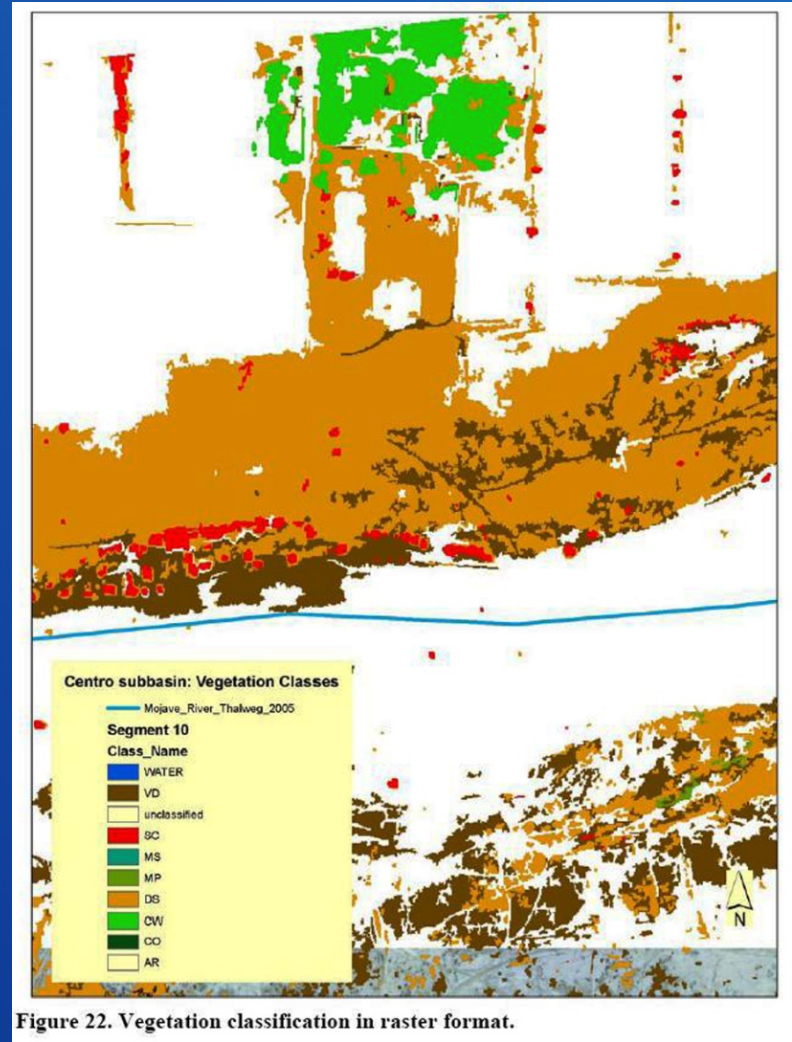 Centro subbasin: Vegetation Classes
Mojave_River_Thalweg_2005
Segment 10
Class_Name
WATER
VD
unclassified
SC
MS
MP
DS
CW
CO
AR
N
Figure 22. Vegetation classification in raster format.